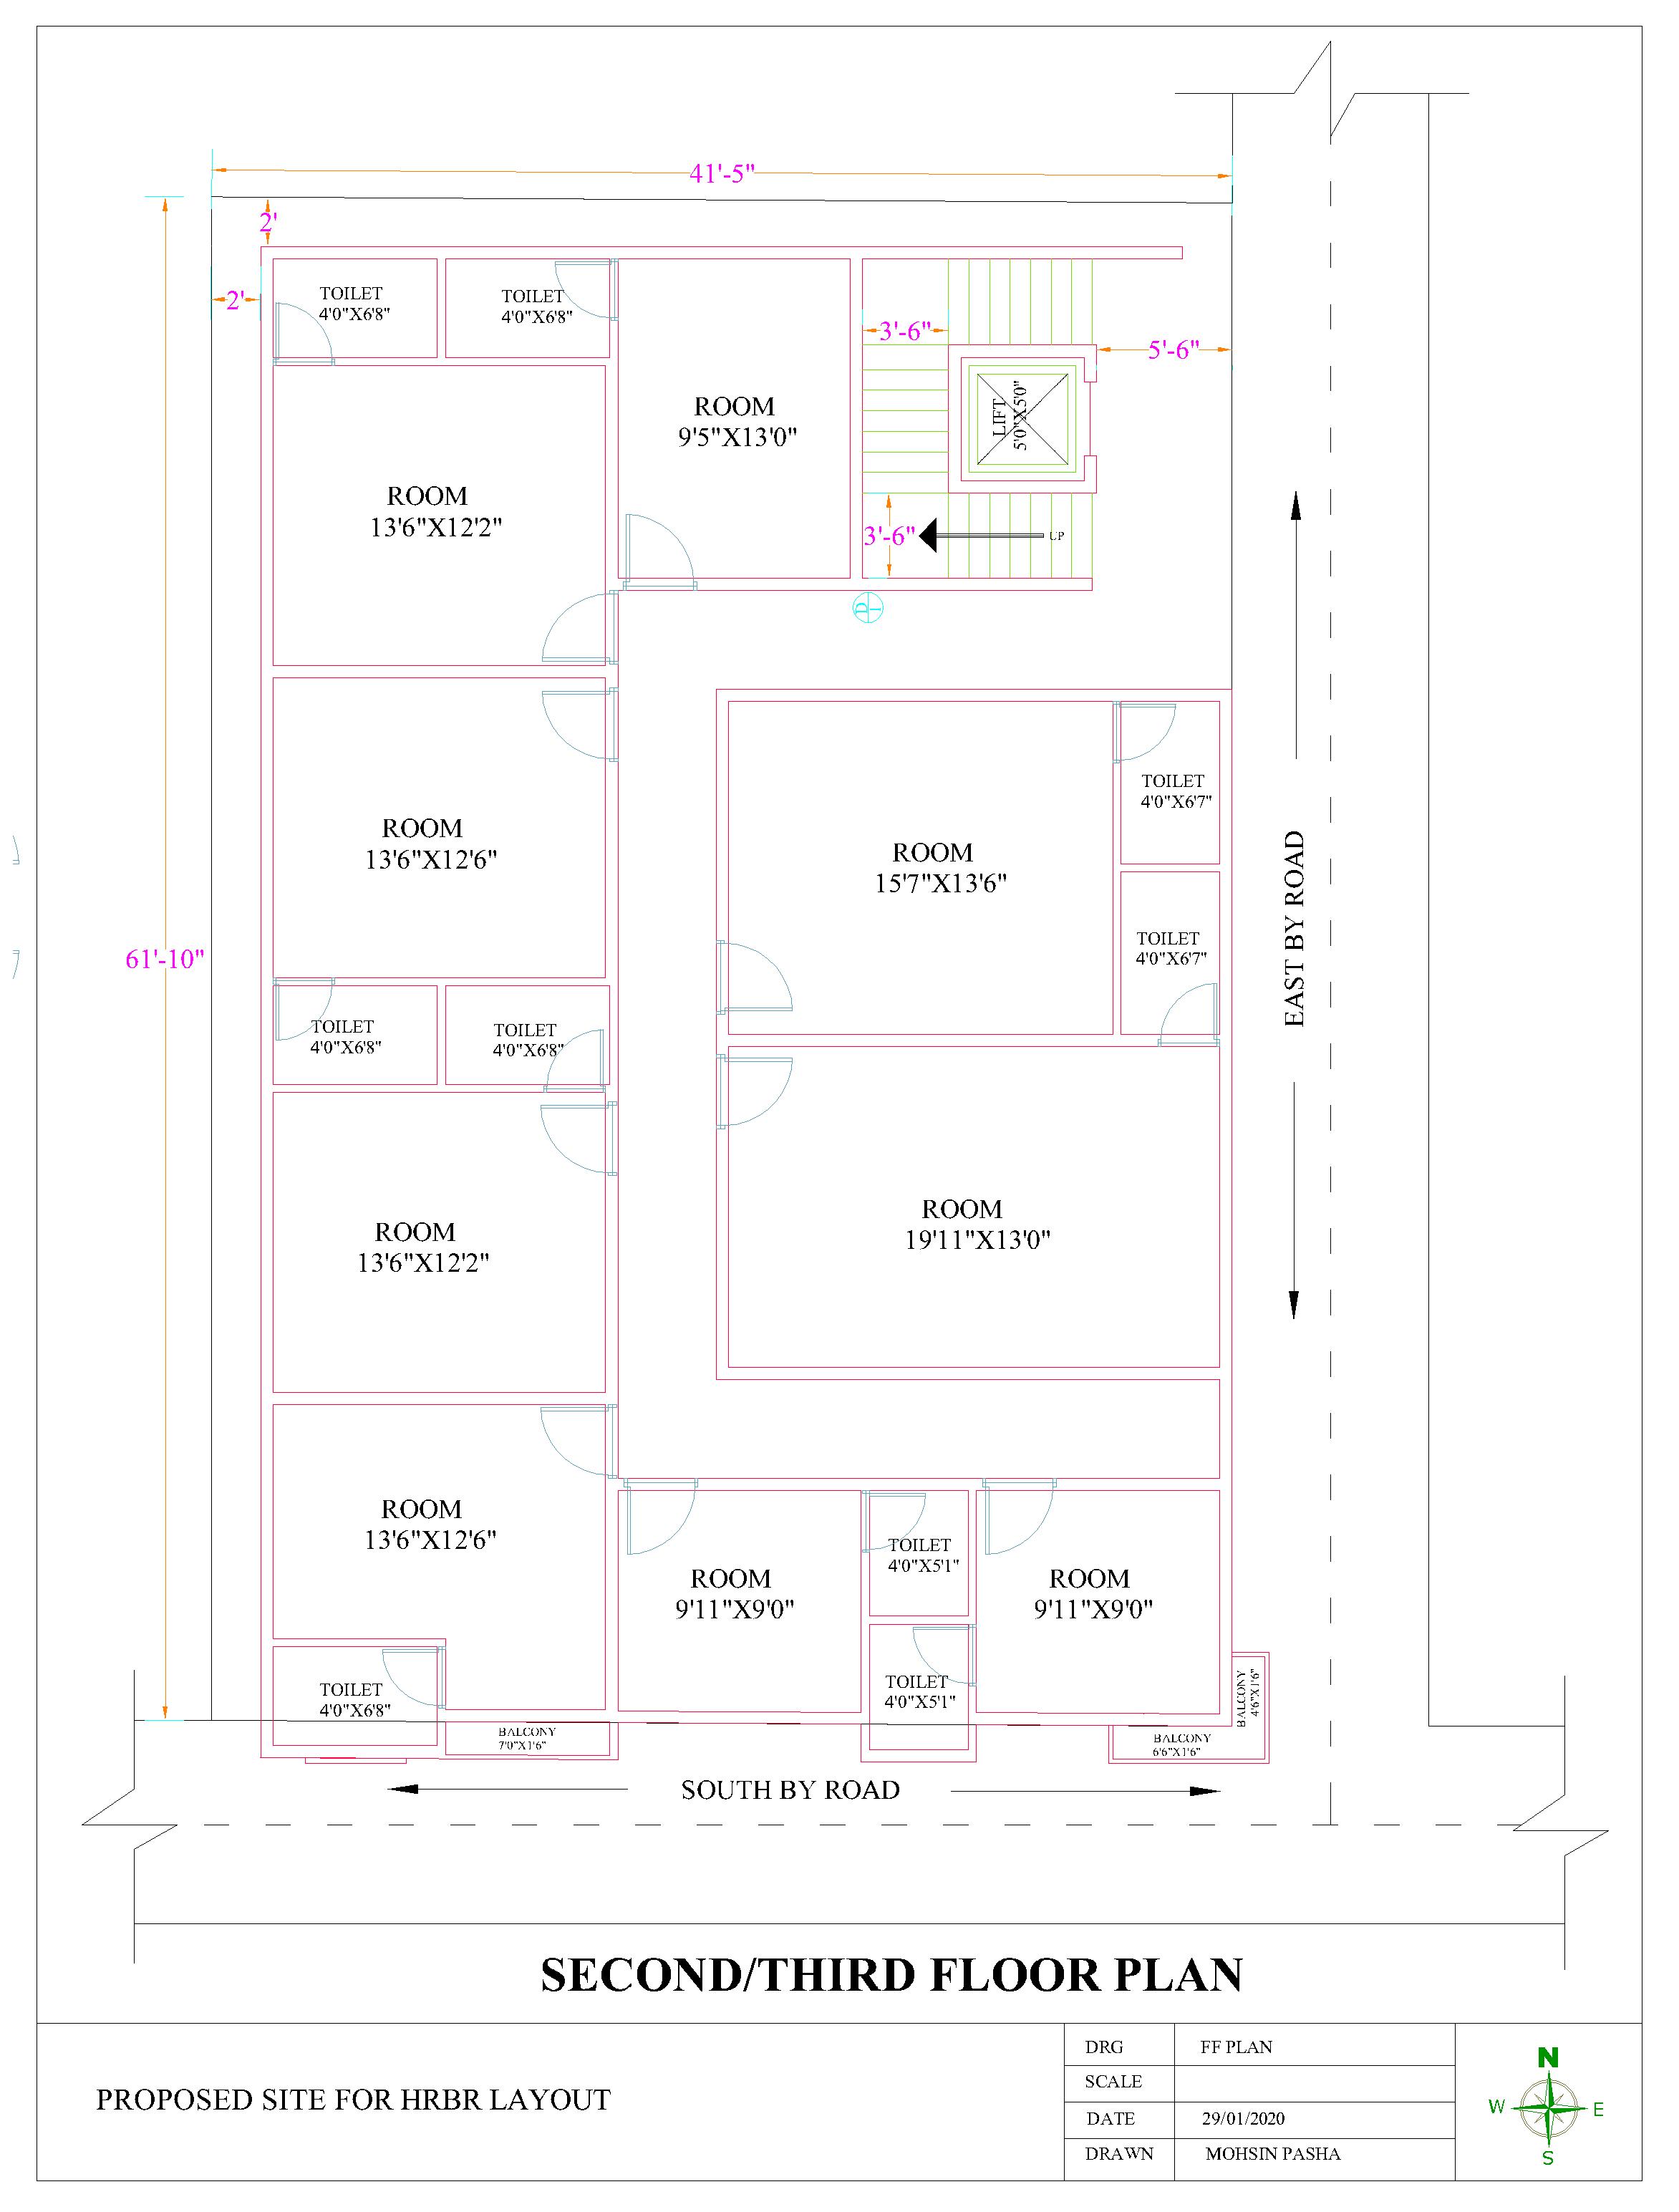 41'-5"
2'
2'
TOILET
4'0"X6'8"
TOILET
4'0"X6'8"
3'-6"
5'-6"
ROOM
9'5"X13'0"
LIFT
5'0"X5'0"
ROOM
13'6"X12'2"
3'-6"
UP
D
1
TOILET
4'0"X6'7"
ROOM
13'6"X12'6"
ROOM
15'7"X13'6"
EAST BY ROAD
61'-10"
TOILET
4'0"X6'7"
TOILET
4'0"X6'8"
TOILET
4'0"X6'8"
ROOM
13'6"X12'2"
ROOM
19'11"X13'0"
ROOM
13'6"X12'6"
TOILET
4'0"X5'1"
ROOM
9'11"X9'0"
ROOM
9'11"X9'0"
TOILET
4'0"X6'8"
TOILET
4'0"X5'1"
BALCONY
4'6"X1'6"
BALCONY
7'0"X1'6"
BALCONY
6'6"X1'6"
SOUTH BY ROAD
SECOND/THIRD FLOOR PLAN
PROPOSED SITE FOR HRBR LAYOUT
DRG FF PLAN
SCALE
DATE 29/01/2020
DRAWN MOHSIN PASHA
N
W E
S